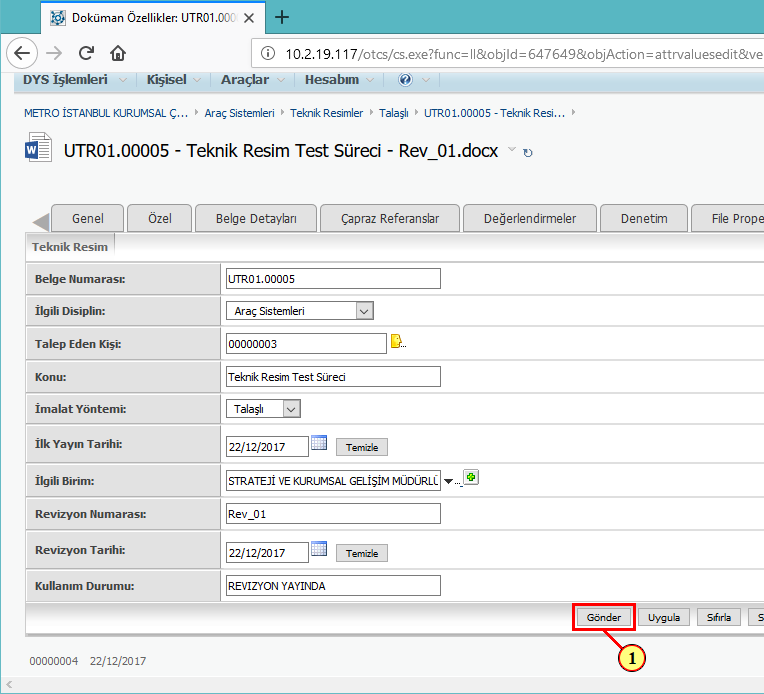 Doküman Özellikler: UTR01.000
10.2.19.117/otcs/cs.exe?func=ll&objId=647649&objAction=attrvaluesedit&ve
DYS İşlemleri Kişisel Araçlar Hesabım ?
METRO İSTANBUL KURUMSAL Ç... Araç Sistemleri Teknik Resimler Talaşlı UTR01.00005 - Teknik Resi...
UTR01.00005 - Teknik Resim Test Süreci - Rev_01.docx
Genel Özel Belge Detayları Çapraz Referanslar Değerlendirmeler Denetim File Prope
Teknik Resim
Belge Numarası: UTR01.00005
İlgili Disiplin: Araç Sistemleri
Talep Eden Kişi: 00000003 ...
Konu: Teknik Resim Test Süreci
İmalat Yöntemi: Talaşlı
İlk Yayın Tarihi: 22/12/2017 Temizle
İlgili Birim: STRATEJİ VE KURUMSAL GELİŞİM MÜDÜRLÜ ...
Revizyon Numarası: Rev_01
Revizyon Tarihi: 22/12/2017 Temizle
Kullanım Durumu: REVIZYON YAYINDA
Gönder Uygula Sıfırla S
1
00000004 22/12/2017